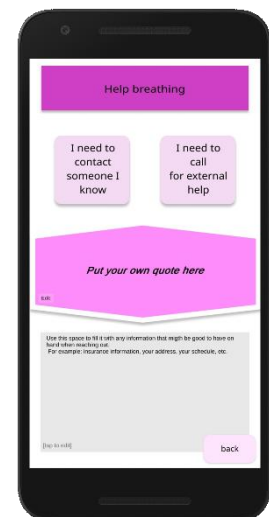 Help breathing
I need to
contact
someone I
know
I need to
call
for external
help
Put your own quote here
Edit
Use this space to fill it with any information that might be good to have on
hand when reaching out.
For example: insurance information, your address, your schedule, etc.
[tap to edit]
back